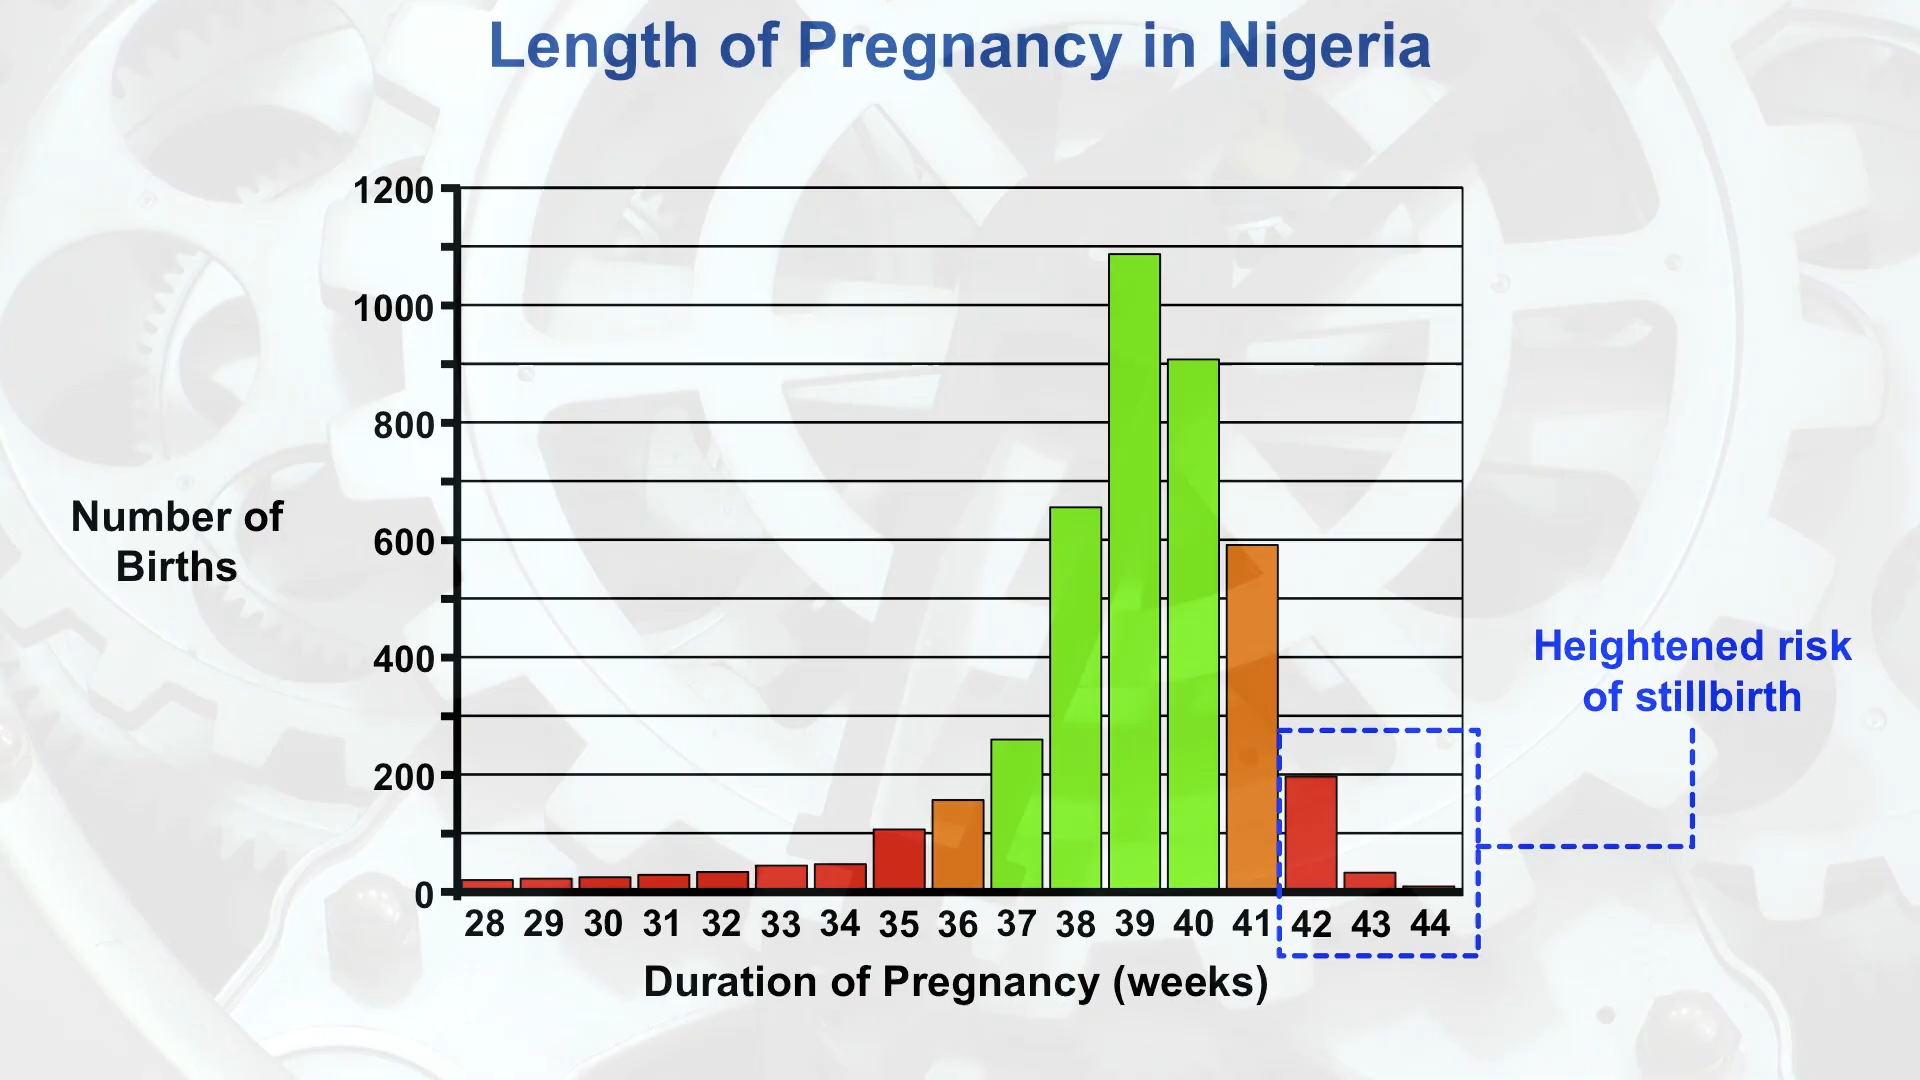 Length of Pregnancy in Nigeria
1200
1000
800
600
400
200
0
Number of
Births
Heightened risk
of stillbirth
28 29 30 31 32 33 34 35 36 37 38 39 40 41 42 43 44
Duration of Pregnancy (weeks)